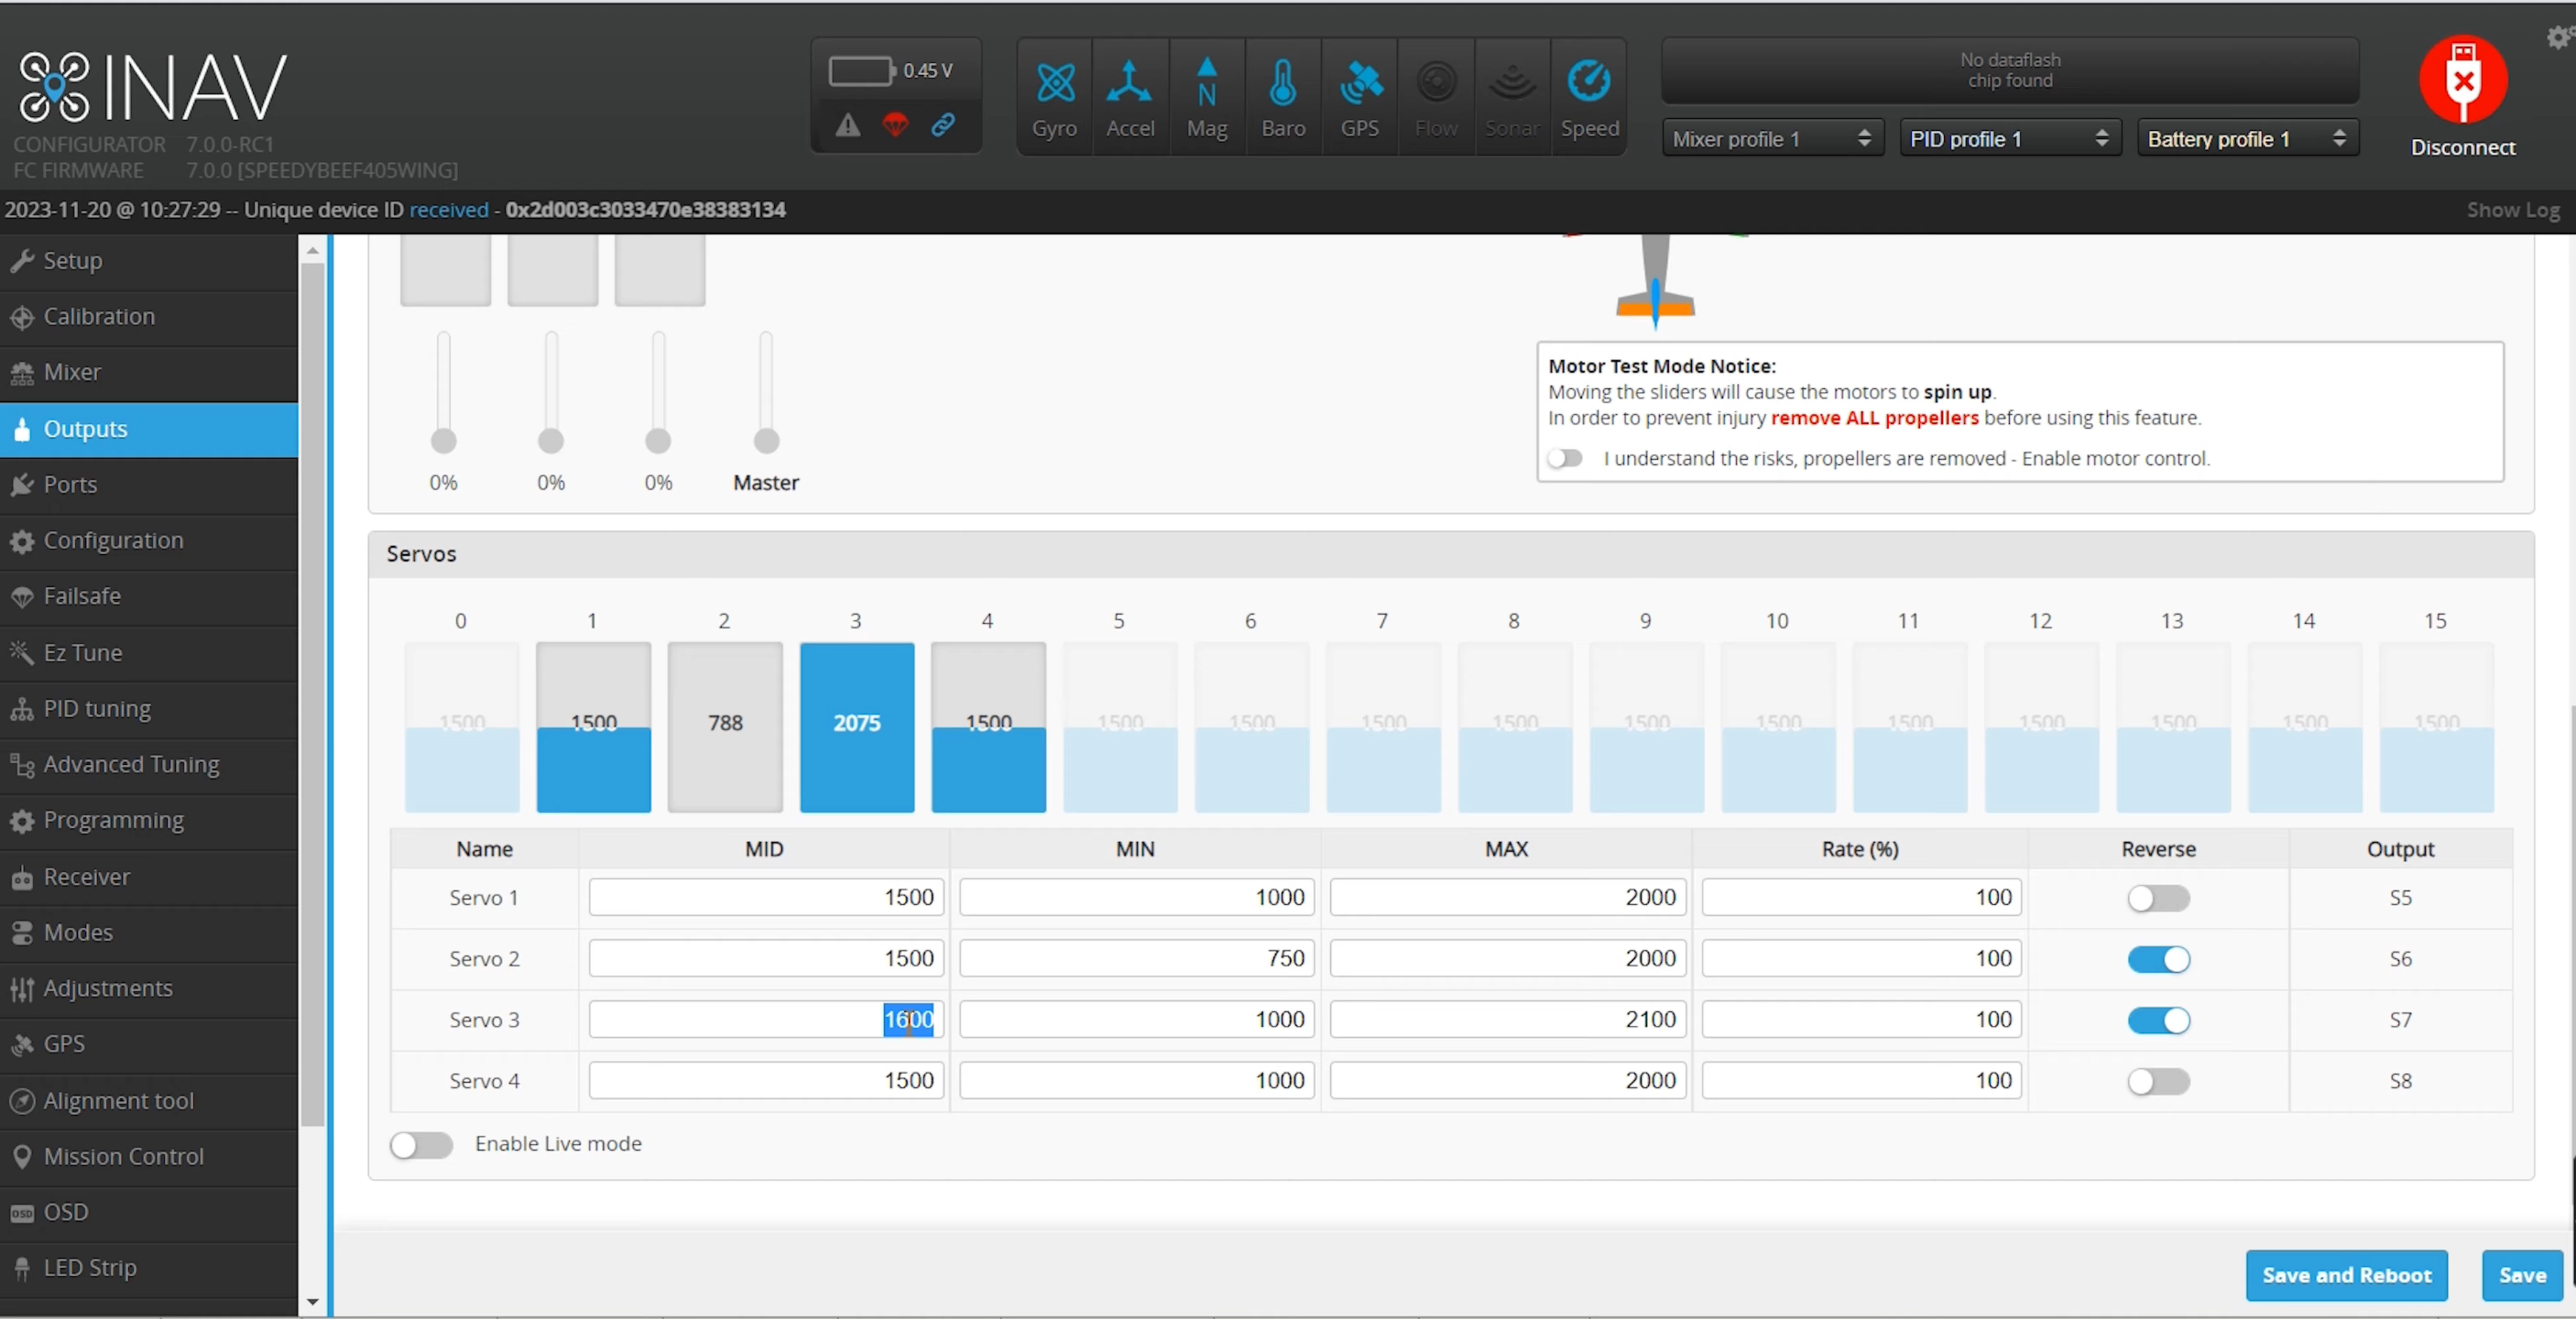 INAV
CONFIGURATOR 7.0.0-RC1
FC FIRMWARE 7.0.0 [SPEEDYBEEF405WING]
0.45 V
N
Gyro Accel Mag Baro GPS Flow Sonar Speed
No dataflash
chip found
Mixer profile 1 PID profile 1 Battery profile 1
Disconnect
2023-11-20 @ 10:27:29 -- Unique device ID received - 0x2d003c3033470e38383134
Show Log
Setup
Calibration
Mixer
Outputs
Ports
Configuration
Failsafe
Ez Tune
PID tuning
Advanced Tuning
Programming
Receiver
Modes
Adjustments
GPS
Alignment tool
Mission Control
OSD OSD
LED Strip
0% 0% 0% Master
Motor Test Mode Notice:
Moving the sliders will cause the motors to spin up.
In order to prevent injury remove ALL propellers before using this feature.
I understand the risks, propellers are removed - Enable motor control.
Servos
0 1 2 3 4 5 6 7 8 9 10 11 12 13 14 15
1500 1500 788 2075 1500 1500 1500 1500 1500 1500 1500 1500 1500 1500 1500 1500
Name MID MIN MAX Rate (%) Reverse Output
Servo 1 1500 1000 2000 100 S5
Servo 2 1500 750 2000 100 S6
Servo 3 1600 1000 2100 100 S7
Servo 4 1500 1000 2000 100 S8
Enable Live mode
Save and Reboot Save